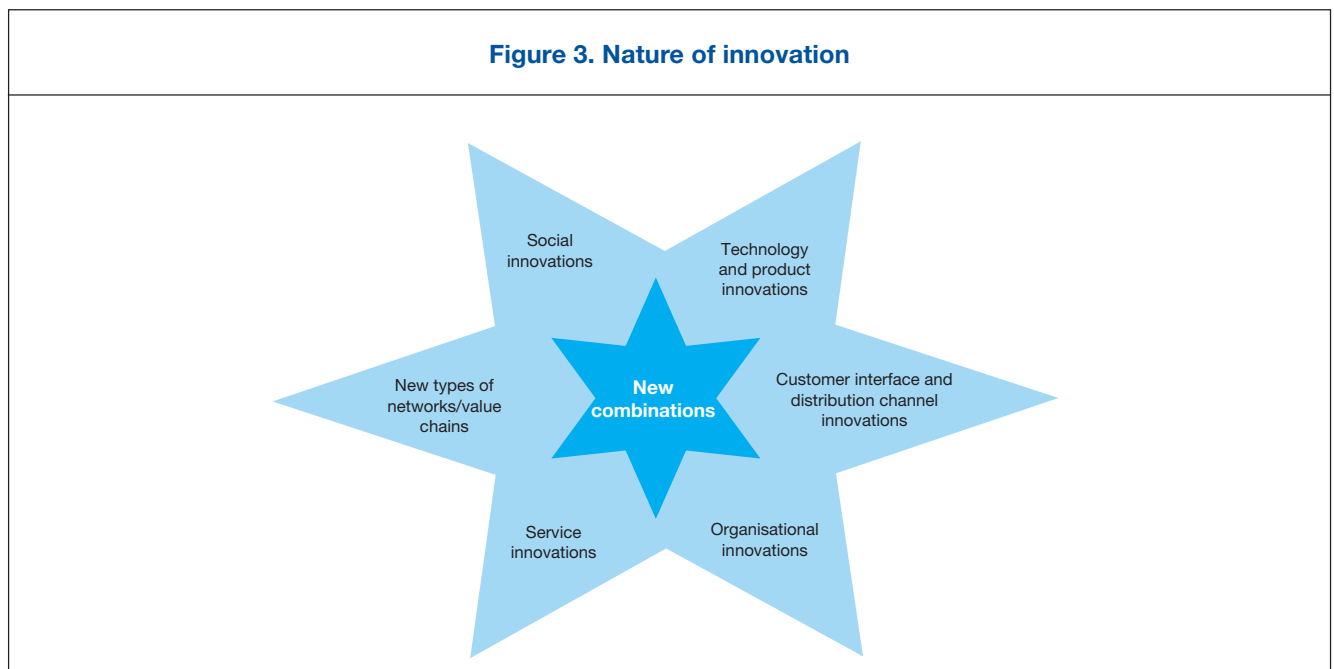 Figure 3. Nature of innovation
Social
innovations
Technology
and product
innovations
New types of
networks/value
chains
New
combinations
Customer interface and
distribution channel
innovations
Service
innovations
Organisational
innovations